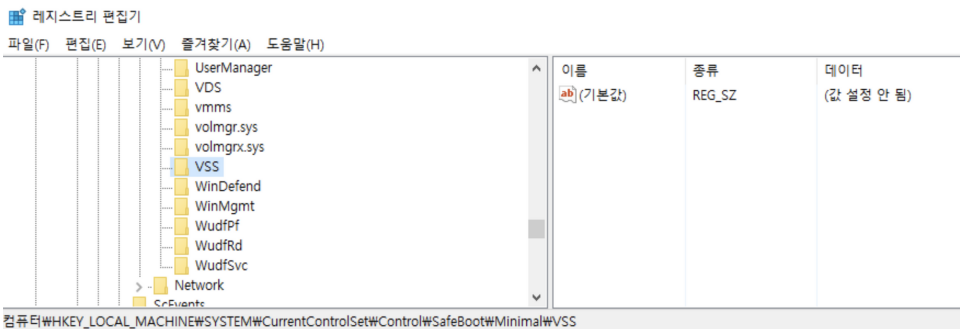 레지스트리 편집기
파일(F) 편집(E) 보기(V) 즐겨찾기(A) 도움말(H)
UserManager
VDS
vmms
volmgr.sys
volmgrx.sys
VSS
WinDefend
WinMgmt
WudfPf
WudfRd
WudfSvc
Network
ScEvents
이름 종류 데이터
ab (기본값) REG_SZ (값 설정 안 됨)
컴퓨터₩HKEY_LOCAL_MACHINE₩SYSTEM₩CurrentControlSet₩Control₩SafeBoot₩Minimal₩VSS